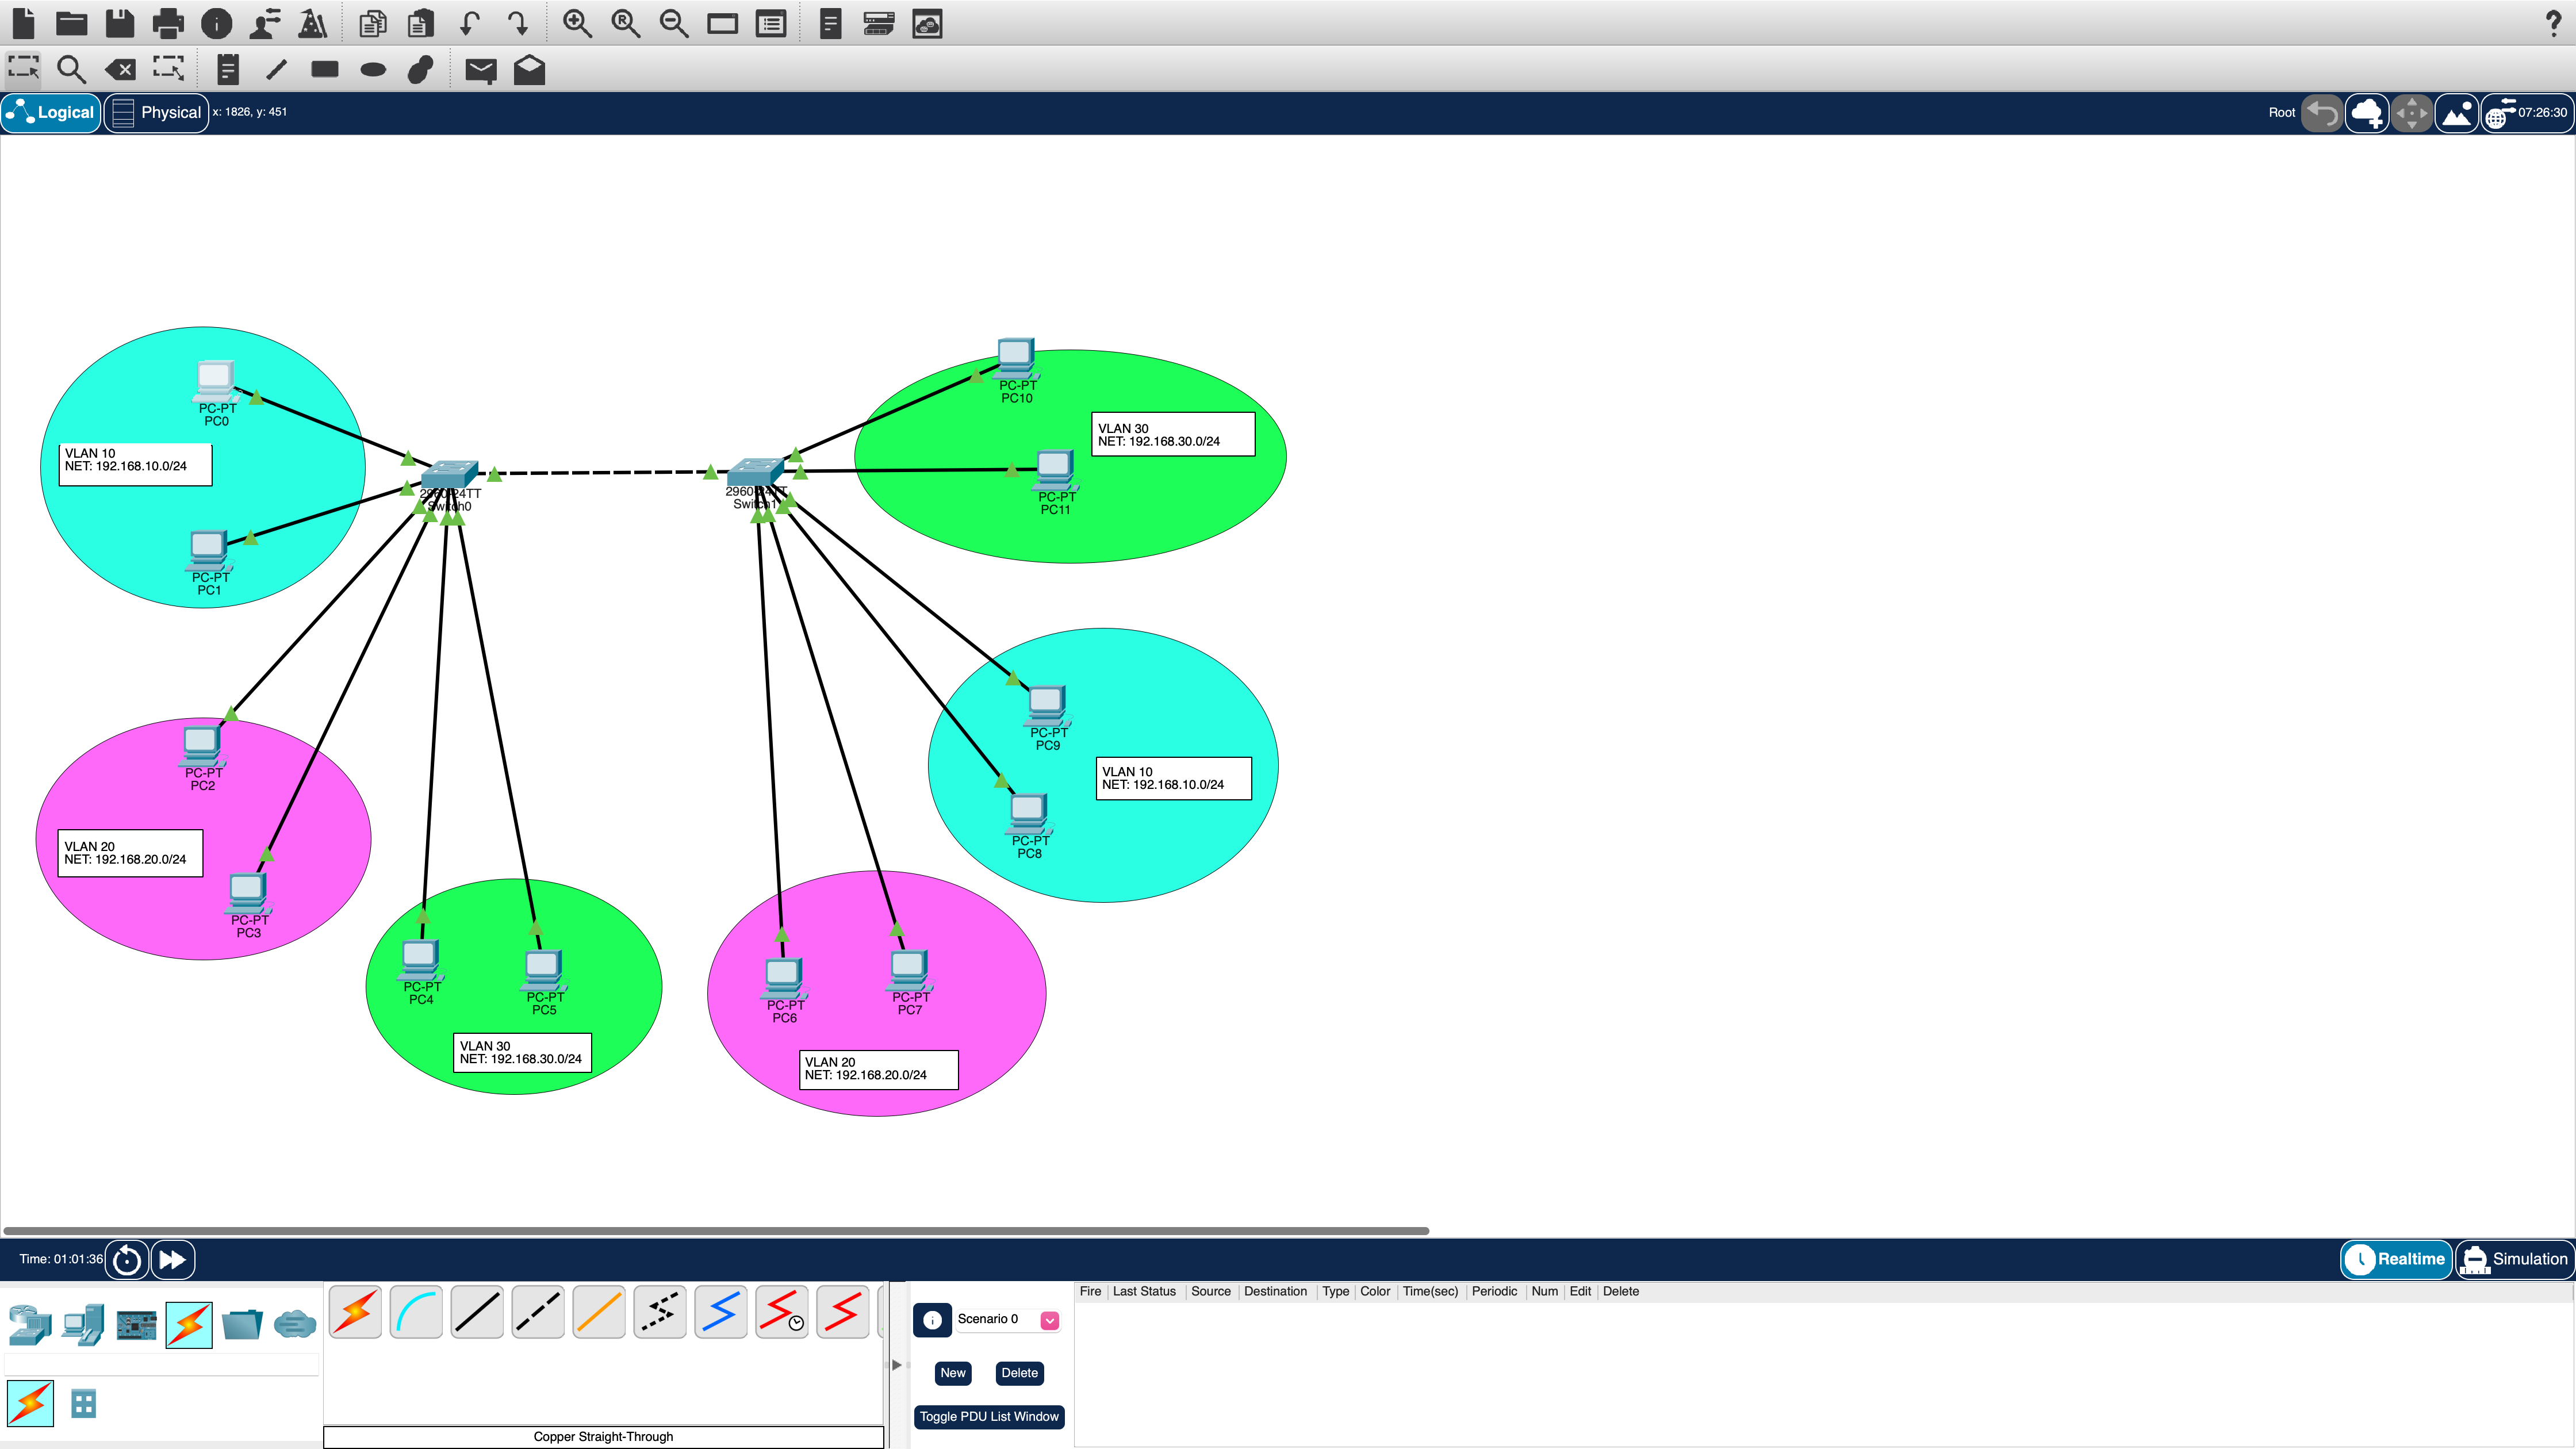 Logical
Physical
x: 1826, y: 451
Root
07:26:30
PC-PT
PC0
VLAN 10
NET: 192.168.10.0/24
PC-PT
PC1
2960-24TT
Switch0
2960-24TT
Switch1
PC-PT
PC10
VLAN 30
NET: 192.168.30.0/24
PC-PT
PC11
PC-PT
PC2
VLAN 20
NET: 192.168.20.0/24
PC-PT
PC3
PC-PT
PC4
PC-PT
PC5
VLAN 30
NET: 192.168.30.0/24
PC-PT
PC6
PC-PT
PC7
VLAN 20
NET: 192.168.20.0/24
PC-PT
PC9
VLAN 10
NET: 192.168.10.0/24
PC-PT
PC8
Time: 01:01:36
Realtime
Simulation
Scenario 0
New
Delete
Toggle PDU List Window
Fire Last Status Source Destination Type Color Time(sec) Periodic Num Edit Delete
Copper Straight-Through